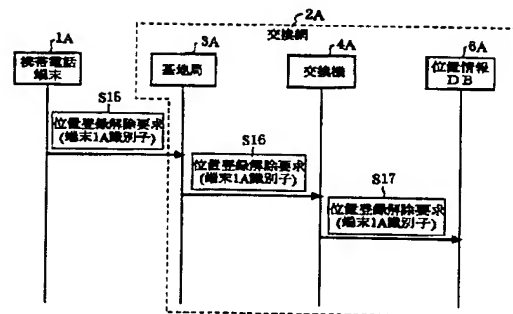 2A
交換網
1A
携帯電話
端末
3A
基地局
4A
交換機
6A
位置情報
DB
S15
位置登録解除要求
(端末1A識別子)
S16
位置登録解除要求
(端末1A識別子)
S17
位置登録解除要求
(端末1A識別子)